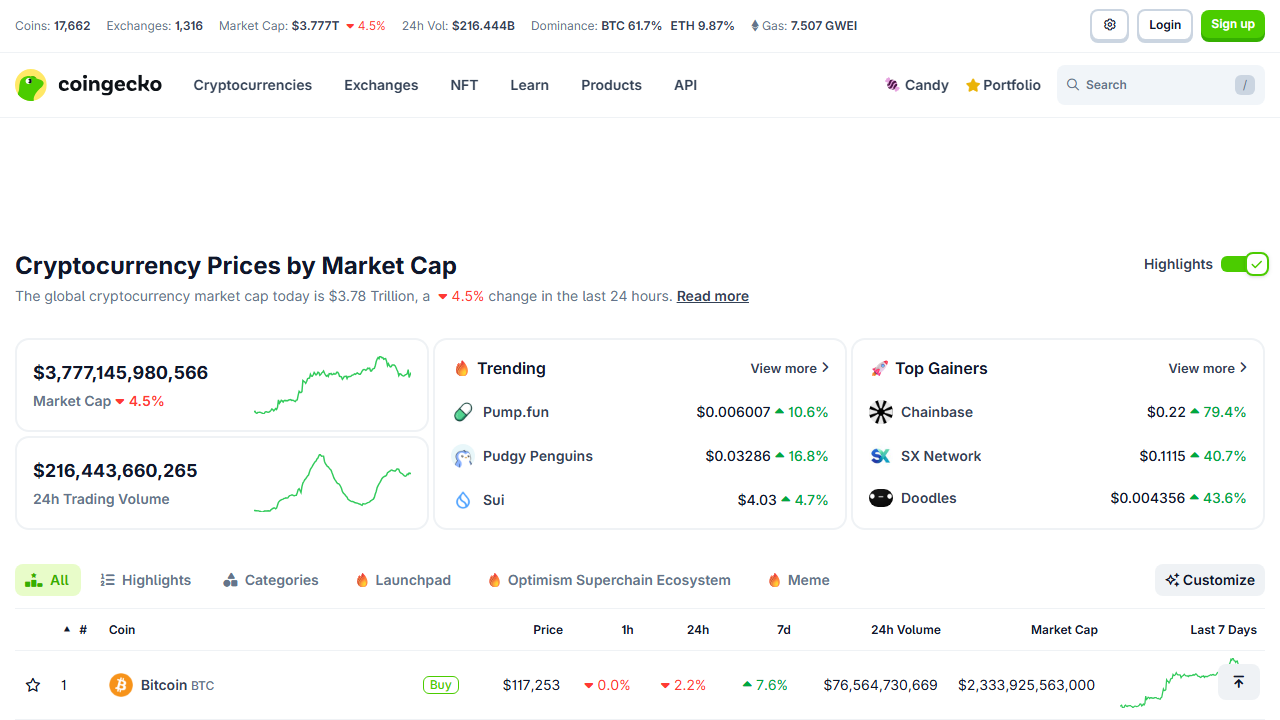 Coins: 17,662 Exchanges: 1,316 Market Cap: $3.777T 4.5% 24h Vol: $216.444B Dominance: BTC 61.7% ETH 9.87% Gas: 7.507 GWEI Login Sign up
coingecko Cryptocurrencies Exchanges NFT Learn Products API Candy Portfolio Search /
Cryptocurrency Prices by Market Cap Highlights
The global cryptocurrency market cap today is $3.78 Trillion, a 4.5% change in the last 24 hours. Read more
$3,777,145,980,566
Market Cap 4.5%
$216,443,660,265
24h Trading Volume
Trending View more
Pump.fun $0.006007 10.6%
Pudgy Penguins $0.03286 16.8%
Sui $4.03 4.7%
Top Gainers View more
Chainbase $0.22 79.4%
SX Network $0.1115 40.7%
Doodles $0.004356 43.6%
All Highlights Categories Launchpad Optimism Superchain Ecosystem Meme Customize
# Coin Price 1h 24h 7d 24h Volume Market Cap Last 7 Days
1 Bitcoin BTC Buy $117,253 0.0% 2.2% 7.6% $76,564,730,669 $2,333,925,563,000